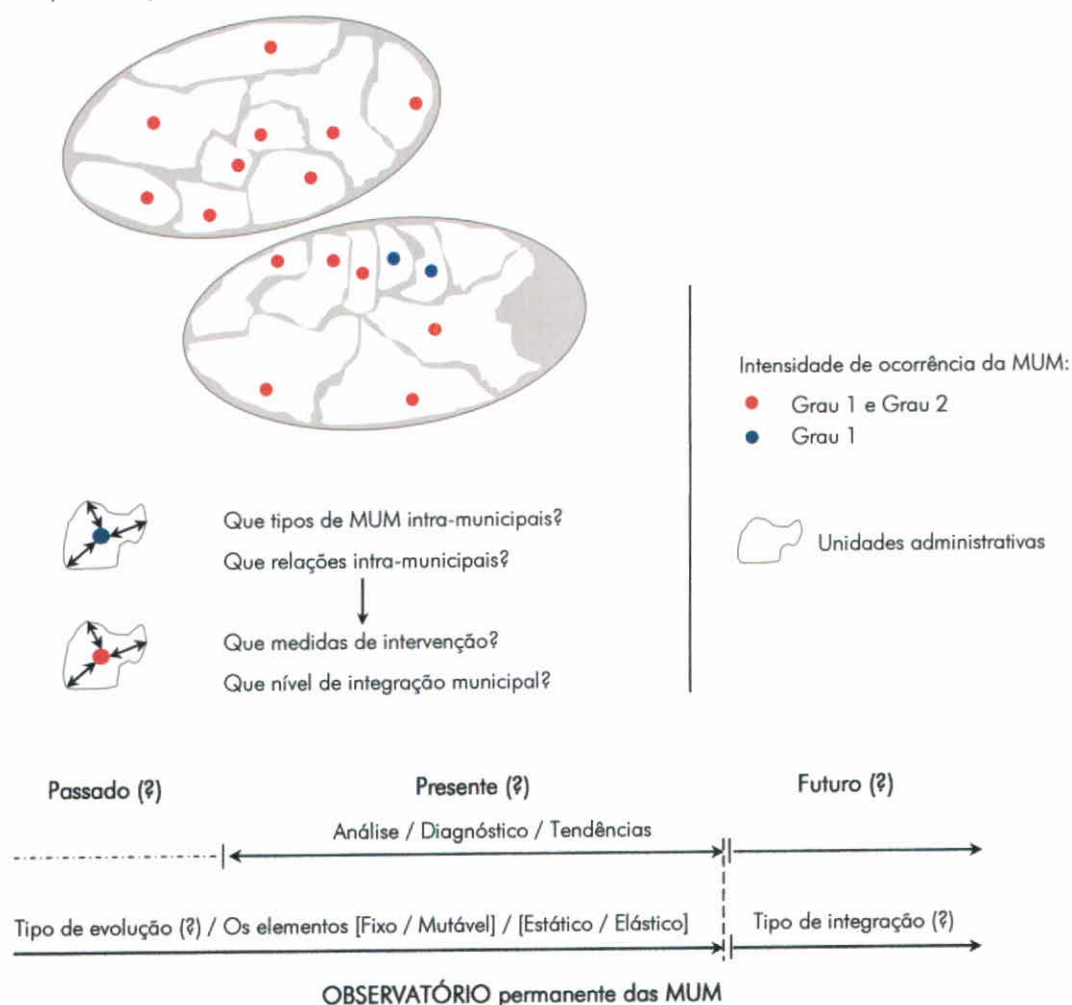 Intensidade de ocorrência da MUM:
Grau 1 e Grau 2
Grau 1
Unidades administrativas
Que tipos de MUM intra-municipais?
Que relações intra-municipais?
Que medidas de intervenção?
Que nível de integração municipal?
Passado (?)
Presente (?)
Futuro (?)
Análise / Diagnóstico / Tendências
Tipo de evolução (?) / Os elementos [Fixo / Mutável] / [Estático / Elástico]
Tipo de integração (?)
OBSERVATÓRIO permanente das MUM